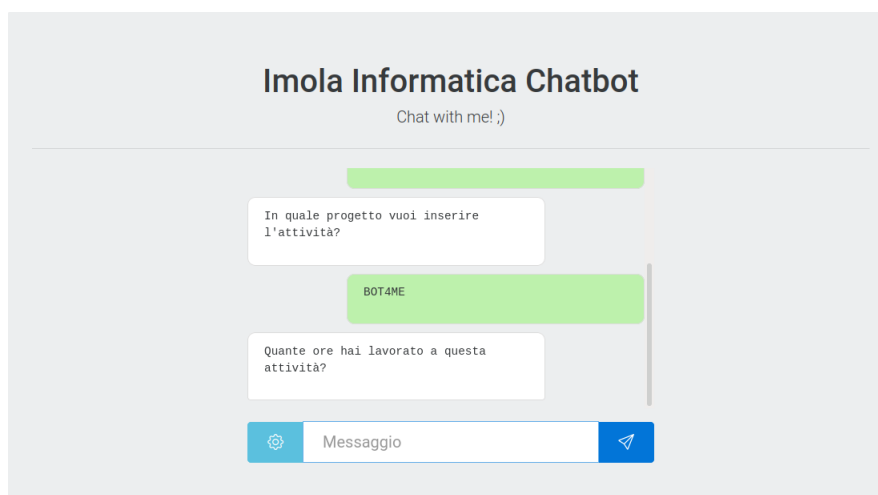 Imola Informatica Chatbot
Chat with me! ;)
In quale progetto vuoi inserire
l'attività?
BOT4ME
Quante ore hai lavorato a questa
attività?
Messaggio